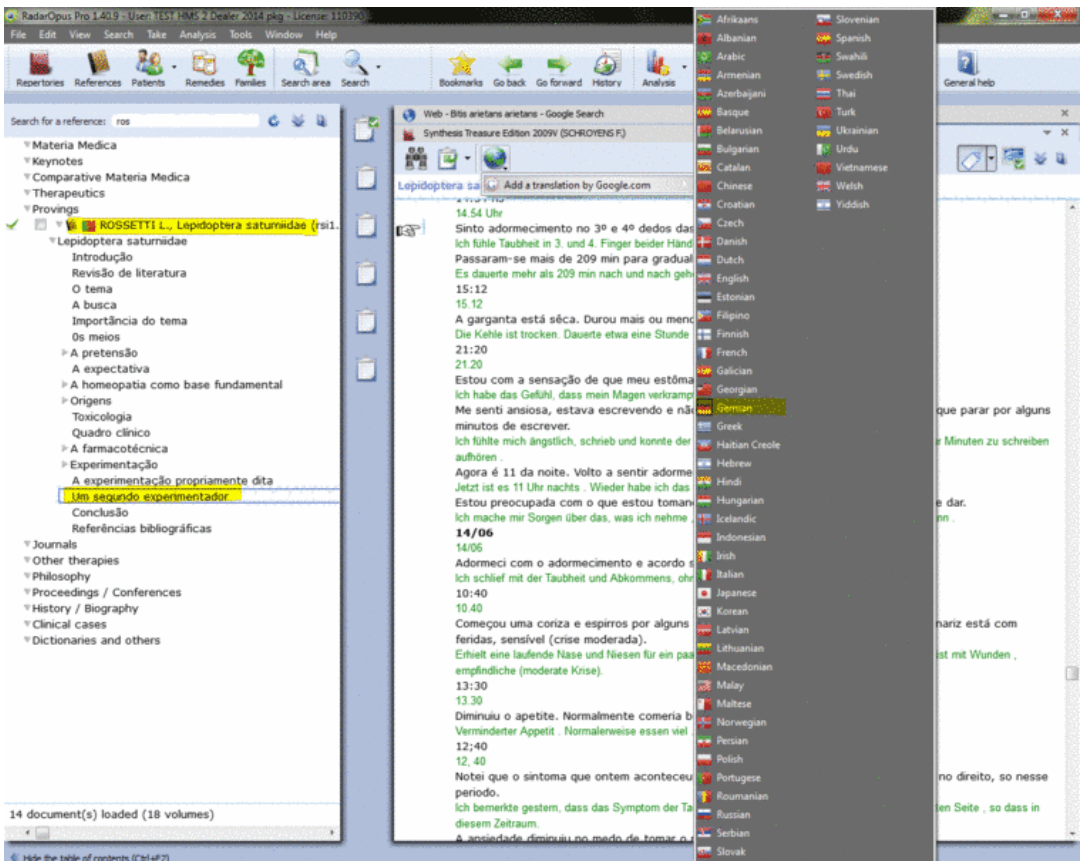 RadarOpus Pro 1.40.9 - User: TEST HMS 2 Dealer 2014 pkg - License: 110390
File Edit View Search Take Analysis Tools Window Help
Repertories References Patients Remedies Families Search area Search Bookmarks Go back Go forward History Analysis General help
Search for a reference: ros
Materia Medica
Keynotes
Comparative Materia Medica
Therapeutics
Provings
ROSSETTI L., Lepidoptera saturniidae (rsi1.
Lepidoptera saturniidae
Introdução
Revisão de literatura
O tema
A busca
Importância do tema
Os meios
A pretensão
A expectativa
A homeopatia como base fundamental
Origens
Toxicologia
Quadro clínico
A farmacotécnica
Experimentação
A experimentação propriamente dita
Um segundo experimentador
Conclusão
Referências bibliográficas
Journals
Other therapies
Philosophy
Proceedings / Conferences
History / Biography
Clinical cases
Dictionaries and others
14 document(s) loaded (18 volumes)
Hide the table of contents (Ctrl+F2)
Web - Bitis arietans arietans - Google Search
Synthesis Treasure Edition 2009V (SCHROYENS F.)
Add a translation by Google.com
Lepidoptera sa
14.54 Uhr
Sinto adormecimento no 3º e 4º dedos das
Ich fühle Taubheit in 3. und 4. Finger beider Händ
Passaram-se mais de 209 min para gradual
Es dauerte mehr als 209 min nach und nach geh
15:12
15.12
A garganta está sêca. Durou mais ou meno
Die Kehle ist trocken. Dauerte etwa eine Stunde
21:20
21.20
Estou com a sensação de que meu estôma
Ich habe das Gefühl, dass mein Magen verkramp
Me senti ansiosa, estava escrevendo e nã que parar por alguns
minutos de escrever.
Ich fühlte mich ängstlich, schrieb und konnte der r Minuten zu schreiben
aufhören .
Agora é 11 da noite. Volto a sentir adorme
Jetzt ist es 11 Uhr nachts . Wieder habe ich das
Estou preocupada com o que estou toman e dar.
Ich mache mir Sorgen über das, was ich nehme , nn .
14/06
14/06
Adormeci com o adormecimento e acordo s
Ich schlief mit der Taubheit und Abkommens, ohn
10:40
10.40
Começou uma coriza e espirros por alguns nariz está com
feridas, sensível (crise moderada).
Erhielt eine laufende Nase und Niesen für ein paa ist mit Wunden ,
empfindliche (moderate Krise).
13:30
13.30
Diminuiu o apetite. Normalmente comeria b
Verminderter Appetit . Normalerweise essen viel .
12;40
12, 40
Notei que o sintoma que ontem aconteceu no direito, so nesse
periodo.
Ich bemerkte gestern, dass das Symptom der Ta ten Seite , so dass in
diesem Zeitraum.
A ansiedade diminuiu no medo de tomar o
Afrikaans
Albanian
Arabic
Armenian
Azerbaijani
Basque
Belarusian
Bulgarian
Catalan
Chinese
Croatian
Czech
Danish
Dutch
English
Estonian
Filipino
Finnish
French
Galician
Georgian
German
Greek
Haitian Creole
Hebrew
Hindi
Hungarian
Icelandic
Indonesian
Irish
Italian
Japanese
Korean
Latvian
Lithuanian
Macedonian
Malay
Maltese
Norwegian
Persian
Polish
Portugese
Roumanian
Russian
Serbian
Slovak
Slovenian
Spanish
Swahili
Swedish
Thai
Turk
Ukrainian
Urdu
Vietnamese
Welsh
Yiddish